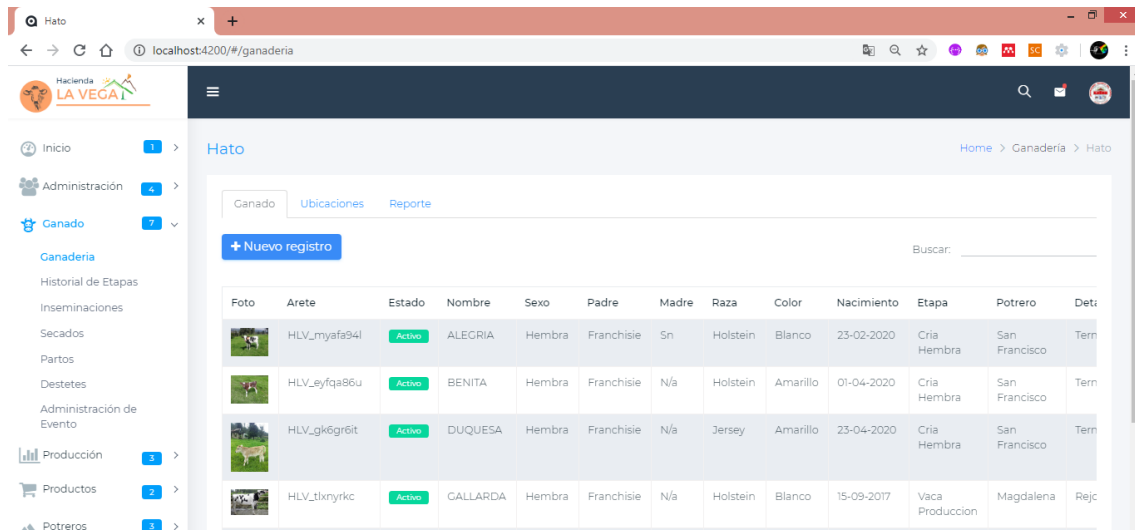 Hato
localhost:4200/#/ganaderia
SC
Hacienda
LA VEGA
Inicio 1
Administración 4
Ganado 7
Ganaderia
Historial de Etapas
Inseminaciones
Secados
Partos
Destetes
Administración de
Evento
Producción 3
Productos 2
Potreros 3
Hato
Home > Ganadería > Hato
Ganado Ubicaciones Reporte
+ Nuevo registro
Buscar:
Foto Arete Estado Nombre Sexo Padre Madre Raza Color Nacimiento Etapa Potrero Deta
HLV_myafa94l Activo ALEGRIA Hembra Franchisie Sn Holstein Blanco 23-02-2020 Cria San Tern
Hembra Francisco
HLV_eyfqa86u Activo BENITA Hembra Franchisie N/a Holstein Amarillo 01-04-2020 Cria San Tern
Hembra Francisco
HLV_gk6gr6it Activo DUQUESA Hembra Franchisie N/a Jersey Amarillo 23-04-2020 Cria San Tern
Hembra Francisco
HLV_tlxnyrkc Activo GALLARDA Hembra Franchisie N/a Holstein Blanco 15-09-2017 Vaca Magdalena Rejo
Produccion